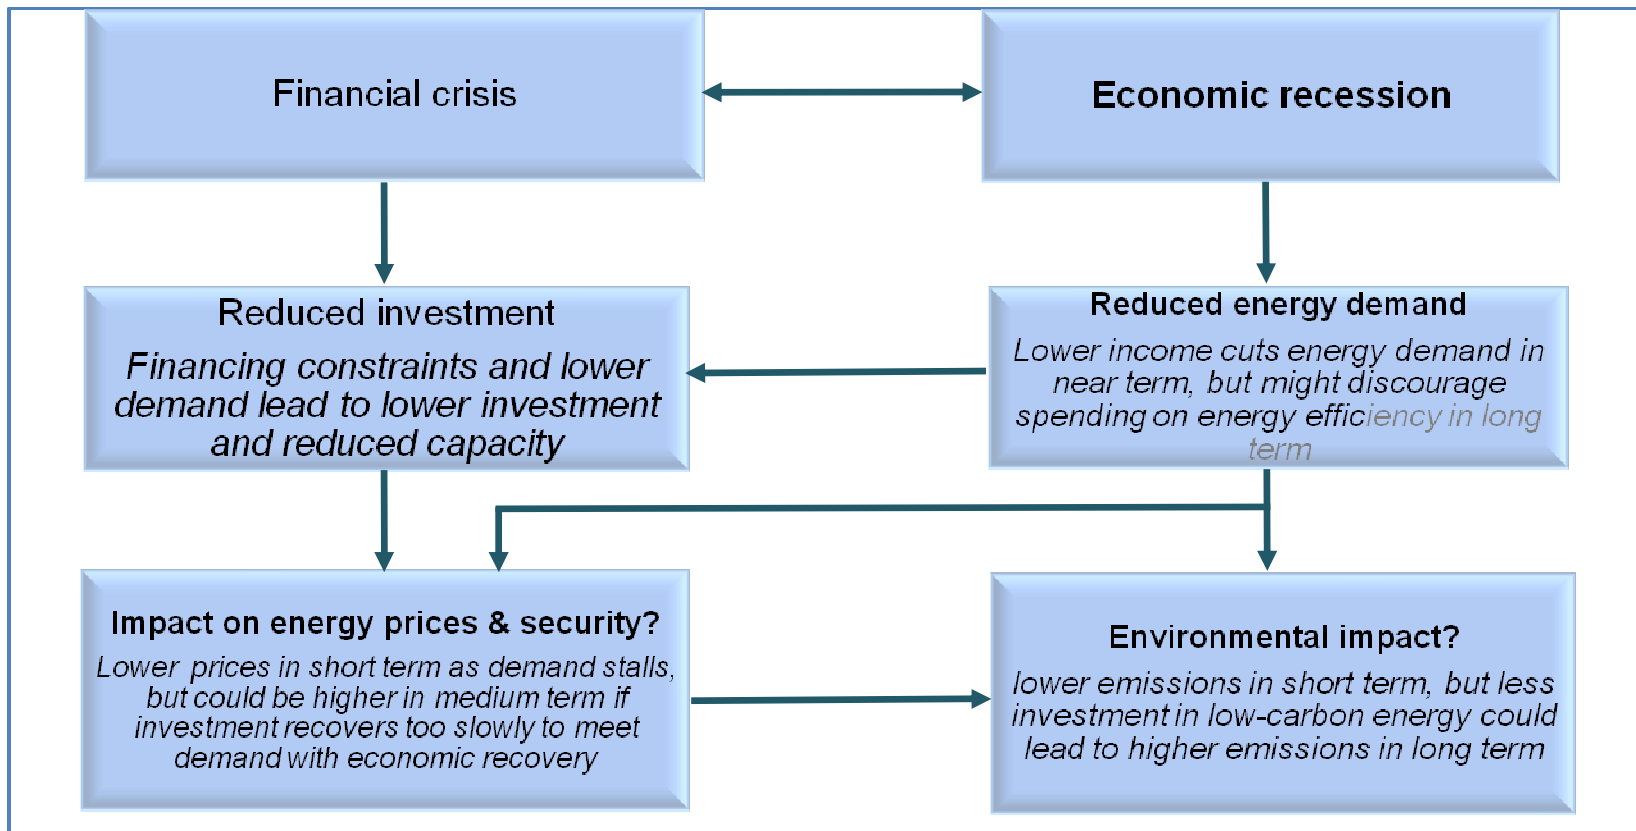 Financial crisis
Economic recession
Reduced investment
Financing constraints and lower
demand lead to lower investment
and reduced capacity
Reduced energy demand
Lower income cuts energy demand in
near term, but might discourage
spending on energy efficiency in long
term
Impact on energy prices & security?
Lower prices in short term as demand stalls,
but could be higher in medium term if
investment recovers too slowly to meet
demand with economic recovery
Environmental impact?
lower emissions in short term, but less
investment in low-carbon energy could
lead to higher emissions in long term